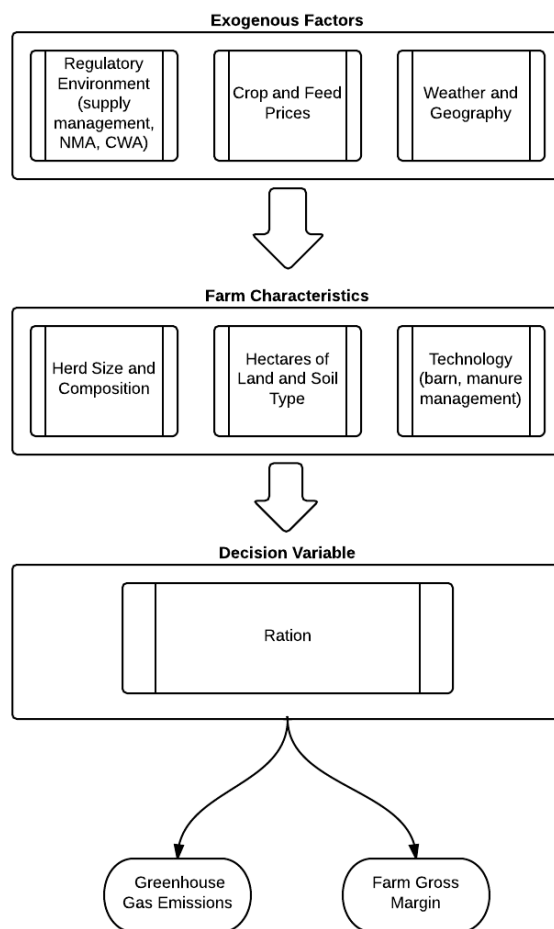 Exogenous Factors
Regulatory
Environment
(supply
management,
NMA, CWA)
Crop and Feed
Prices
Weather and
Geography
Farm Characteristics
Herd Size and
Composition
Hectares of
Land and Soil
Type
Technology
(barn, manure
management)
Decision Variable
Ration
Greenhouse
Gas Emissions
Farm Gross
Margin